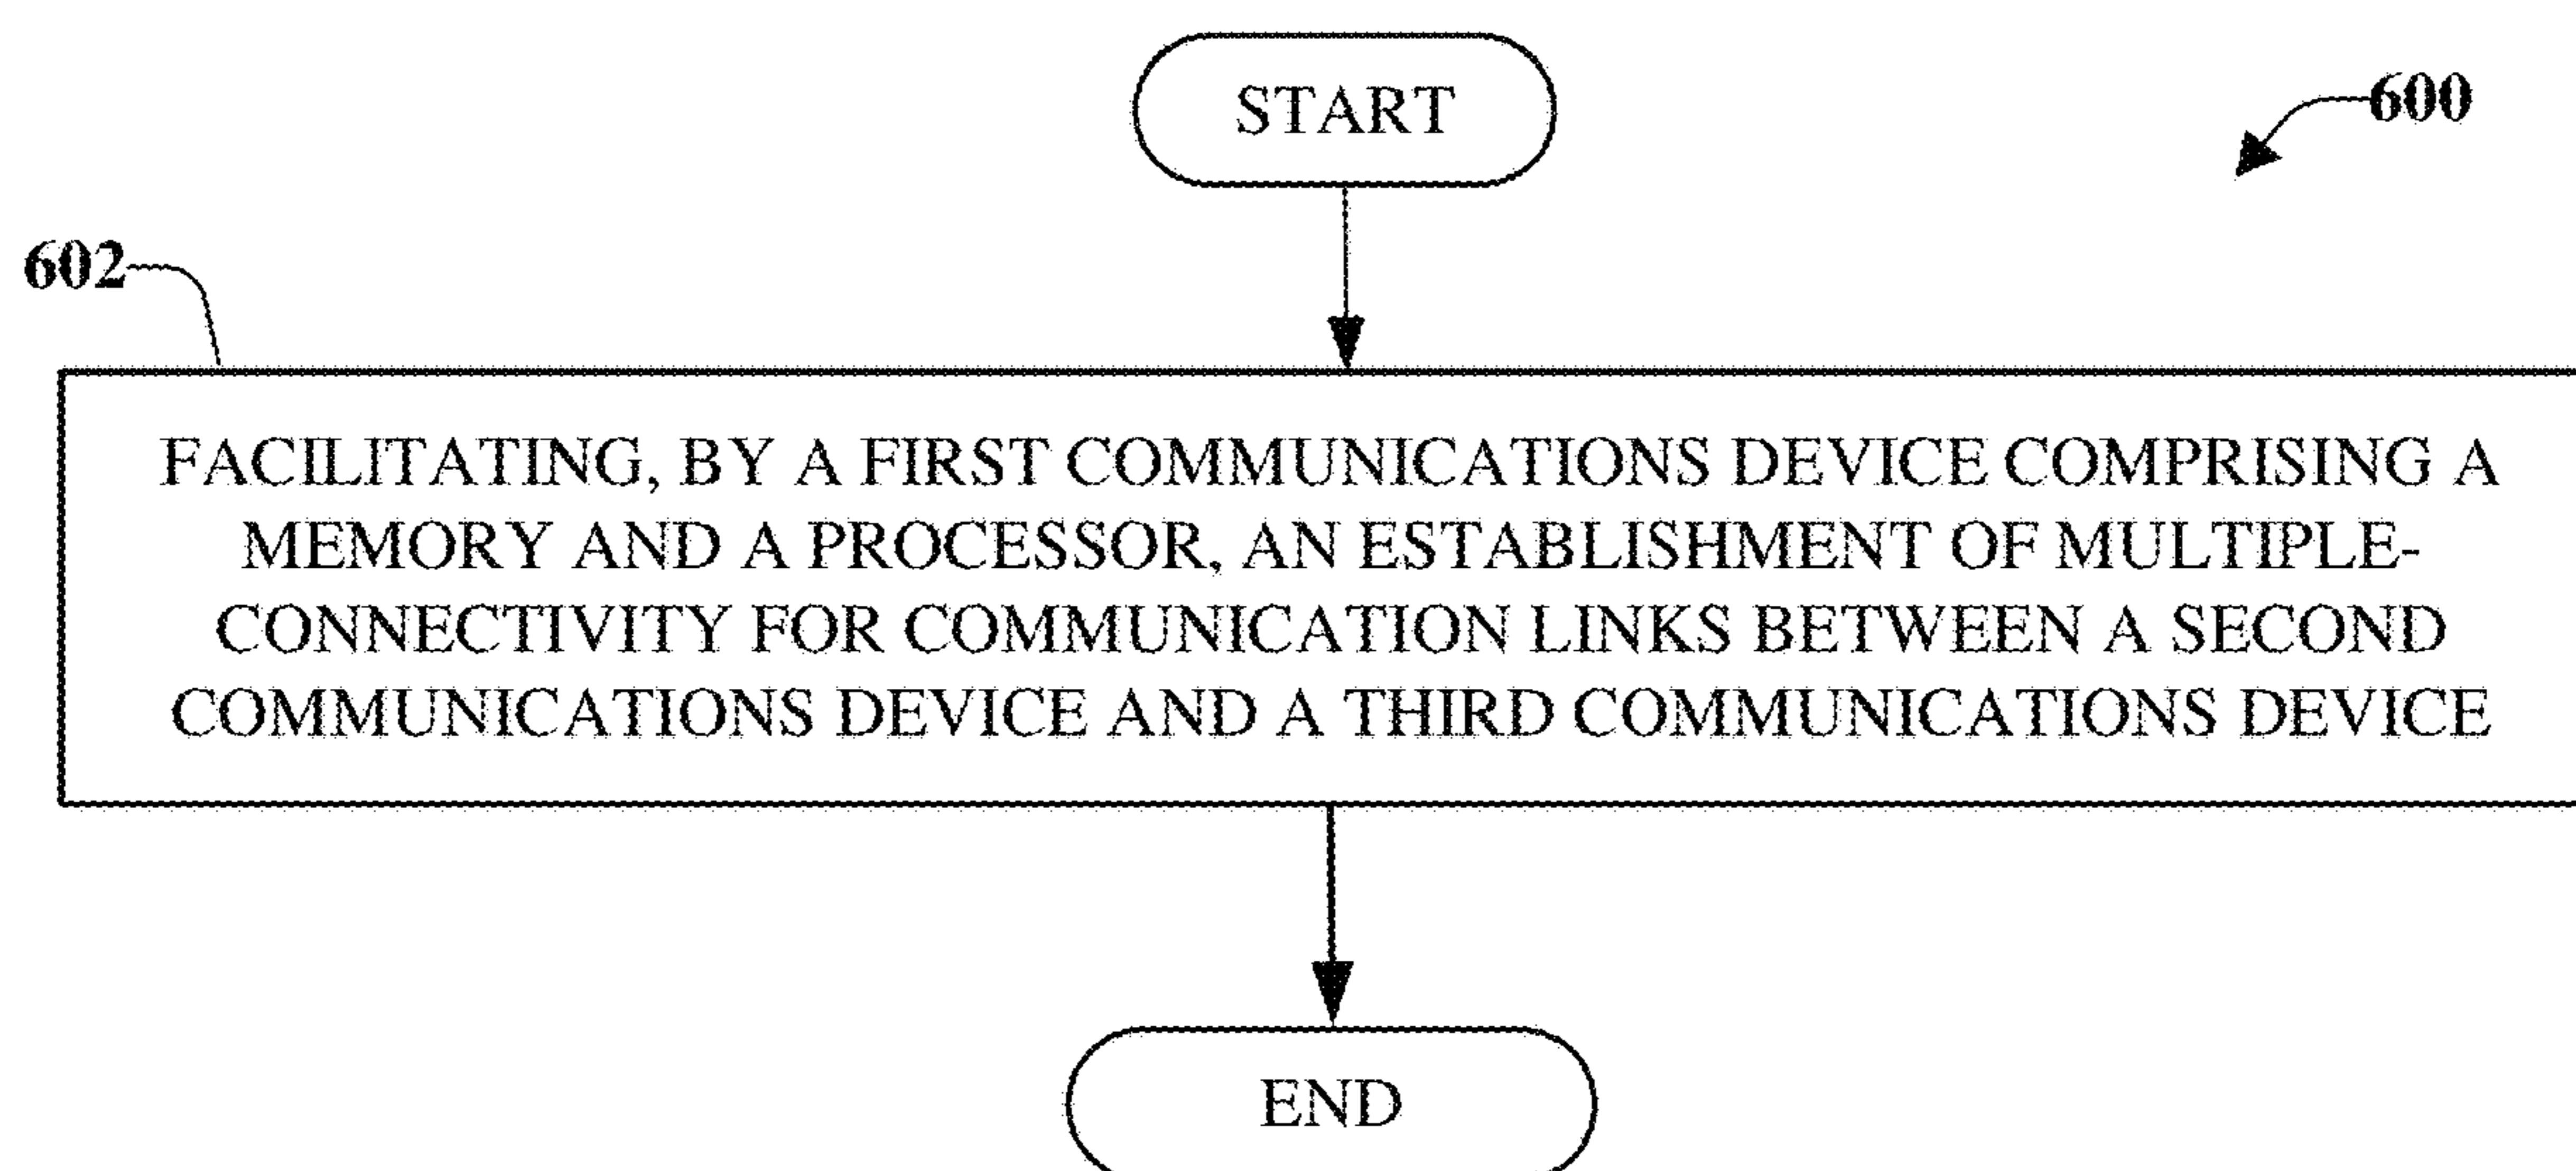 START
600
602
FACILITATING, BY A FIRST COMMUNICATIONS DEVICE COMPRISING A
MEMORY AND A PROCESSOR, AN ESTABLISHMENT OF MULTIPLE-
CONNECTIVITY FOR COMMUNICATION LINKS BETWEEN A SECOND
COMMUNICATIONS DEVICE AND A THIRD COMMUNICATIONS DEVICE
END